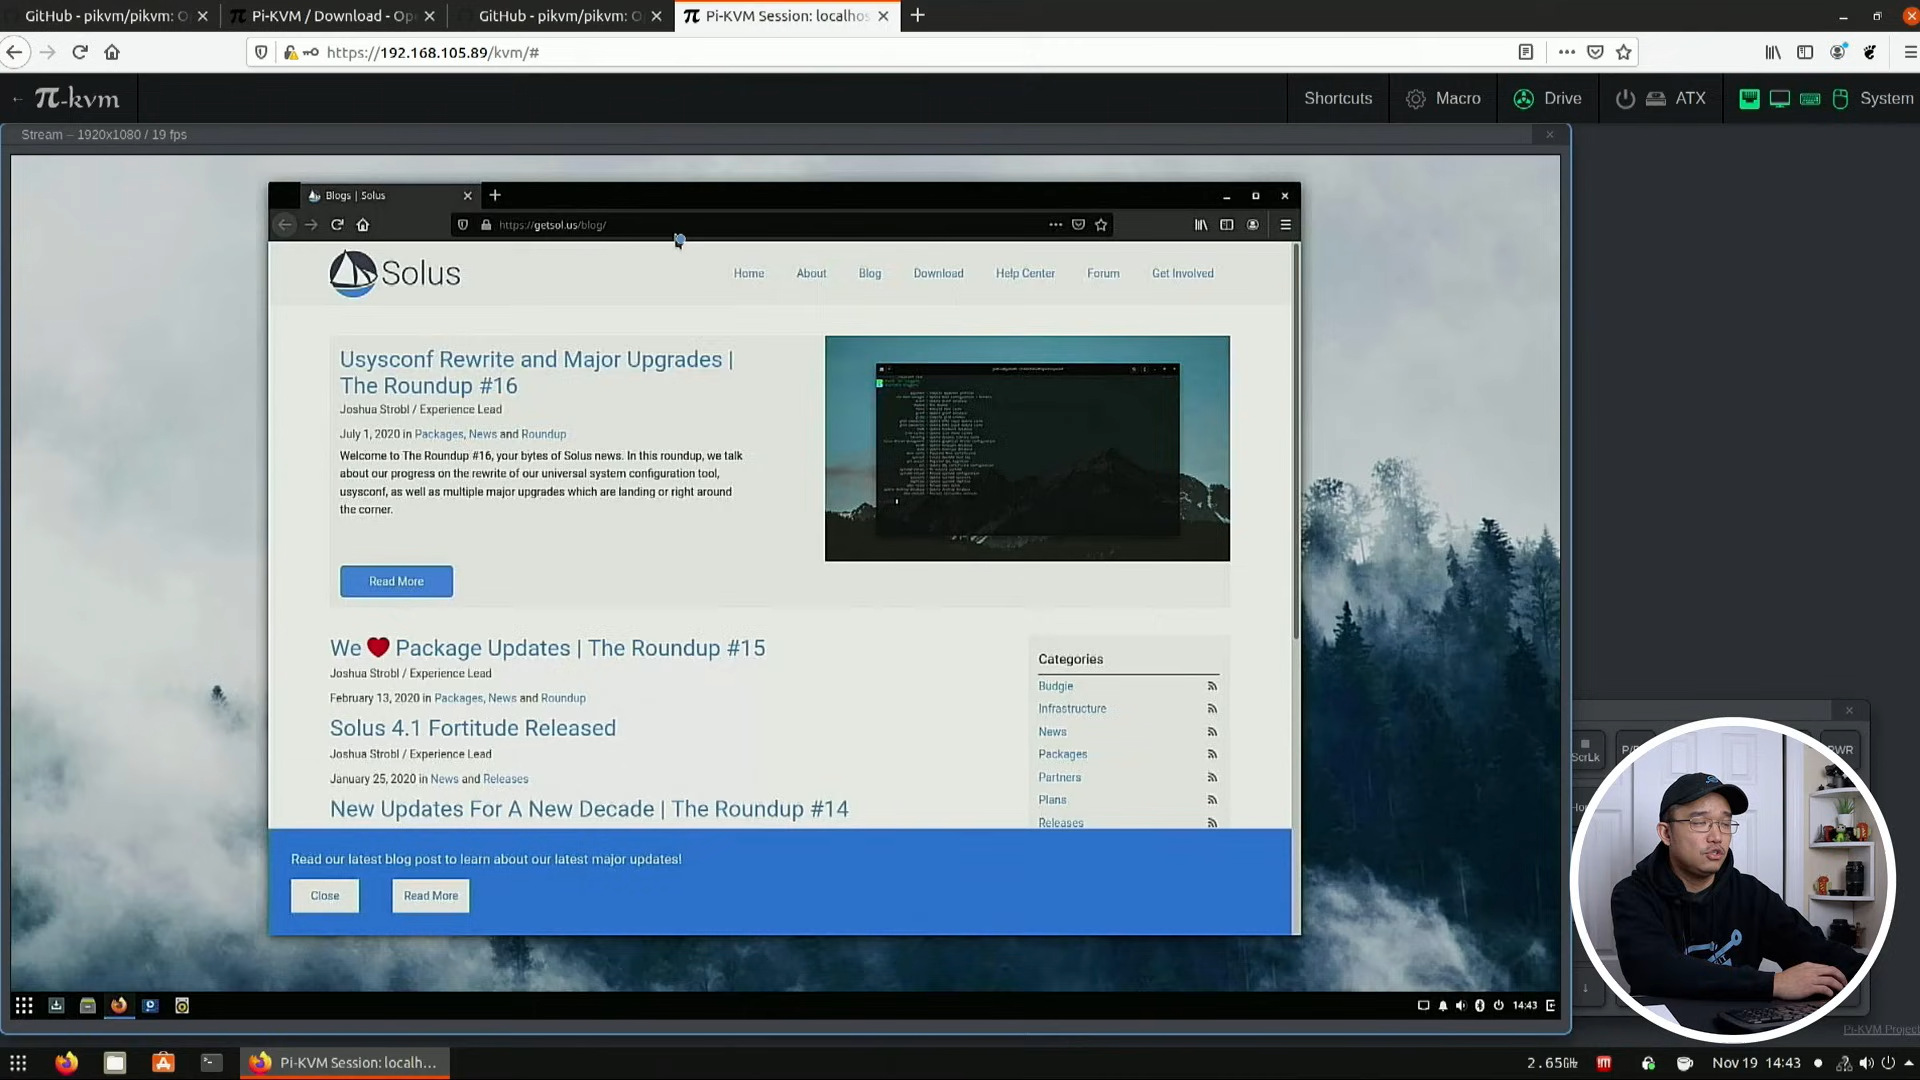 GitHub - pikvm/pikvm: O
Pi-KVM / Download - Ope
GitHub - pikvm/pikvm: O
Pi-KVM Session: localhos
https://192.168.105.89/kvm/#
π-kvm
Shortcuts
Macro
Drive
ATX
System
Stream – 1920x1080 / 19 fps
Blogs | Solus
https://getsol.us/blog/
Solus
Home
About
Blog
Download
Help Center
Forum
Get Involved
Usysconf Rewrite and Major Upgrades |
The Roundup #16
Joshua Strobl / Experience Lead
July 1, 2020 in Packages, News and Roundup
Welcome to The Roundup #16, your bytes of Solus news. In this roundup, we talk
about our progress on the rewrite of our universal system configuration tool,
usysconf, as well as multiple major upgrades which are landing or right around
the corner.
Read More
We ❤ Package Updates | The Roundup #15
Joshua Strobl / Experience Lead
February 13, 2020 in Packages, News and Roundup
Solus 4.1 Fortitude Released
Joshua Strobl / Experience Lead
January 25, 2020 in News and Releases
New Updates For A New Decade | The Roundup #14
Categories
Budgie
Infrastructure
News
Packages
Partners
Plans
Releases
Read our latest blog post to learn about our latest major updates!
Close
Read More
ScrLk
PWR
14:43
Pi-KVM Project
Pi-KVM Session: localh...
2.65GHz
Nov 19 14:43